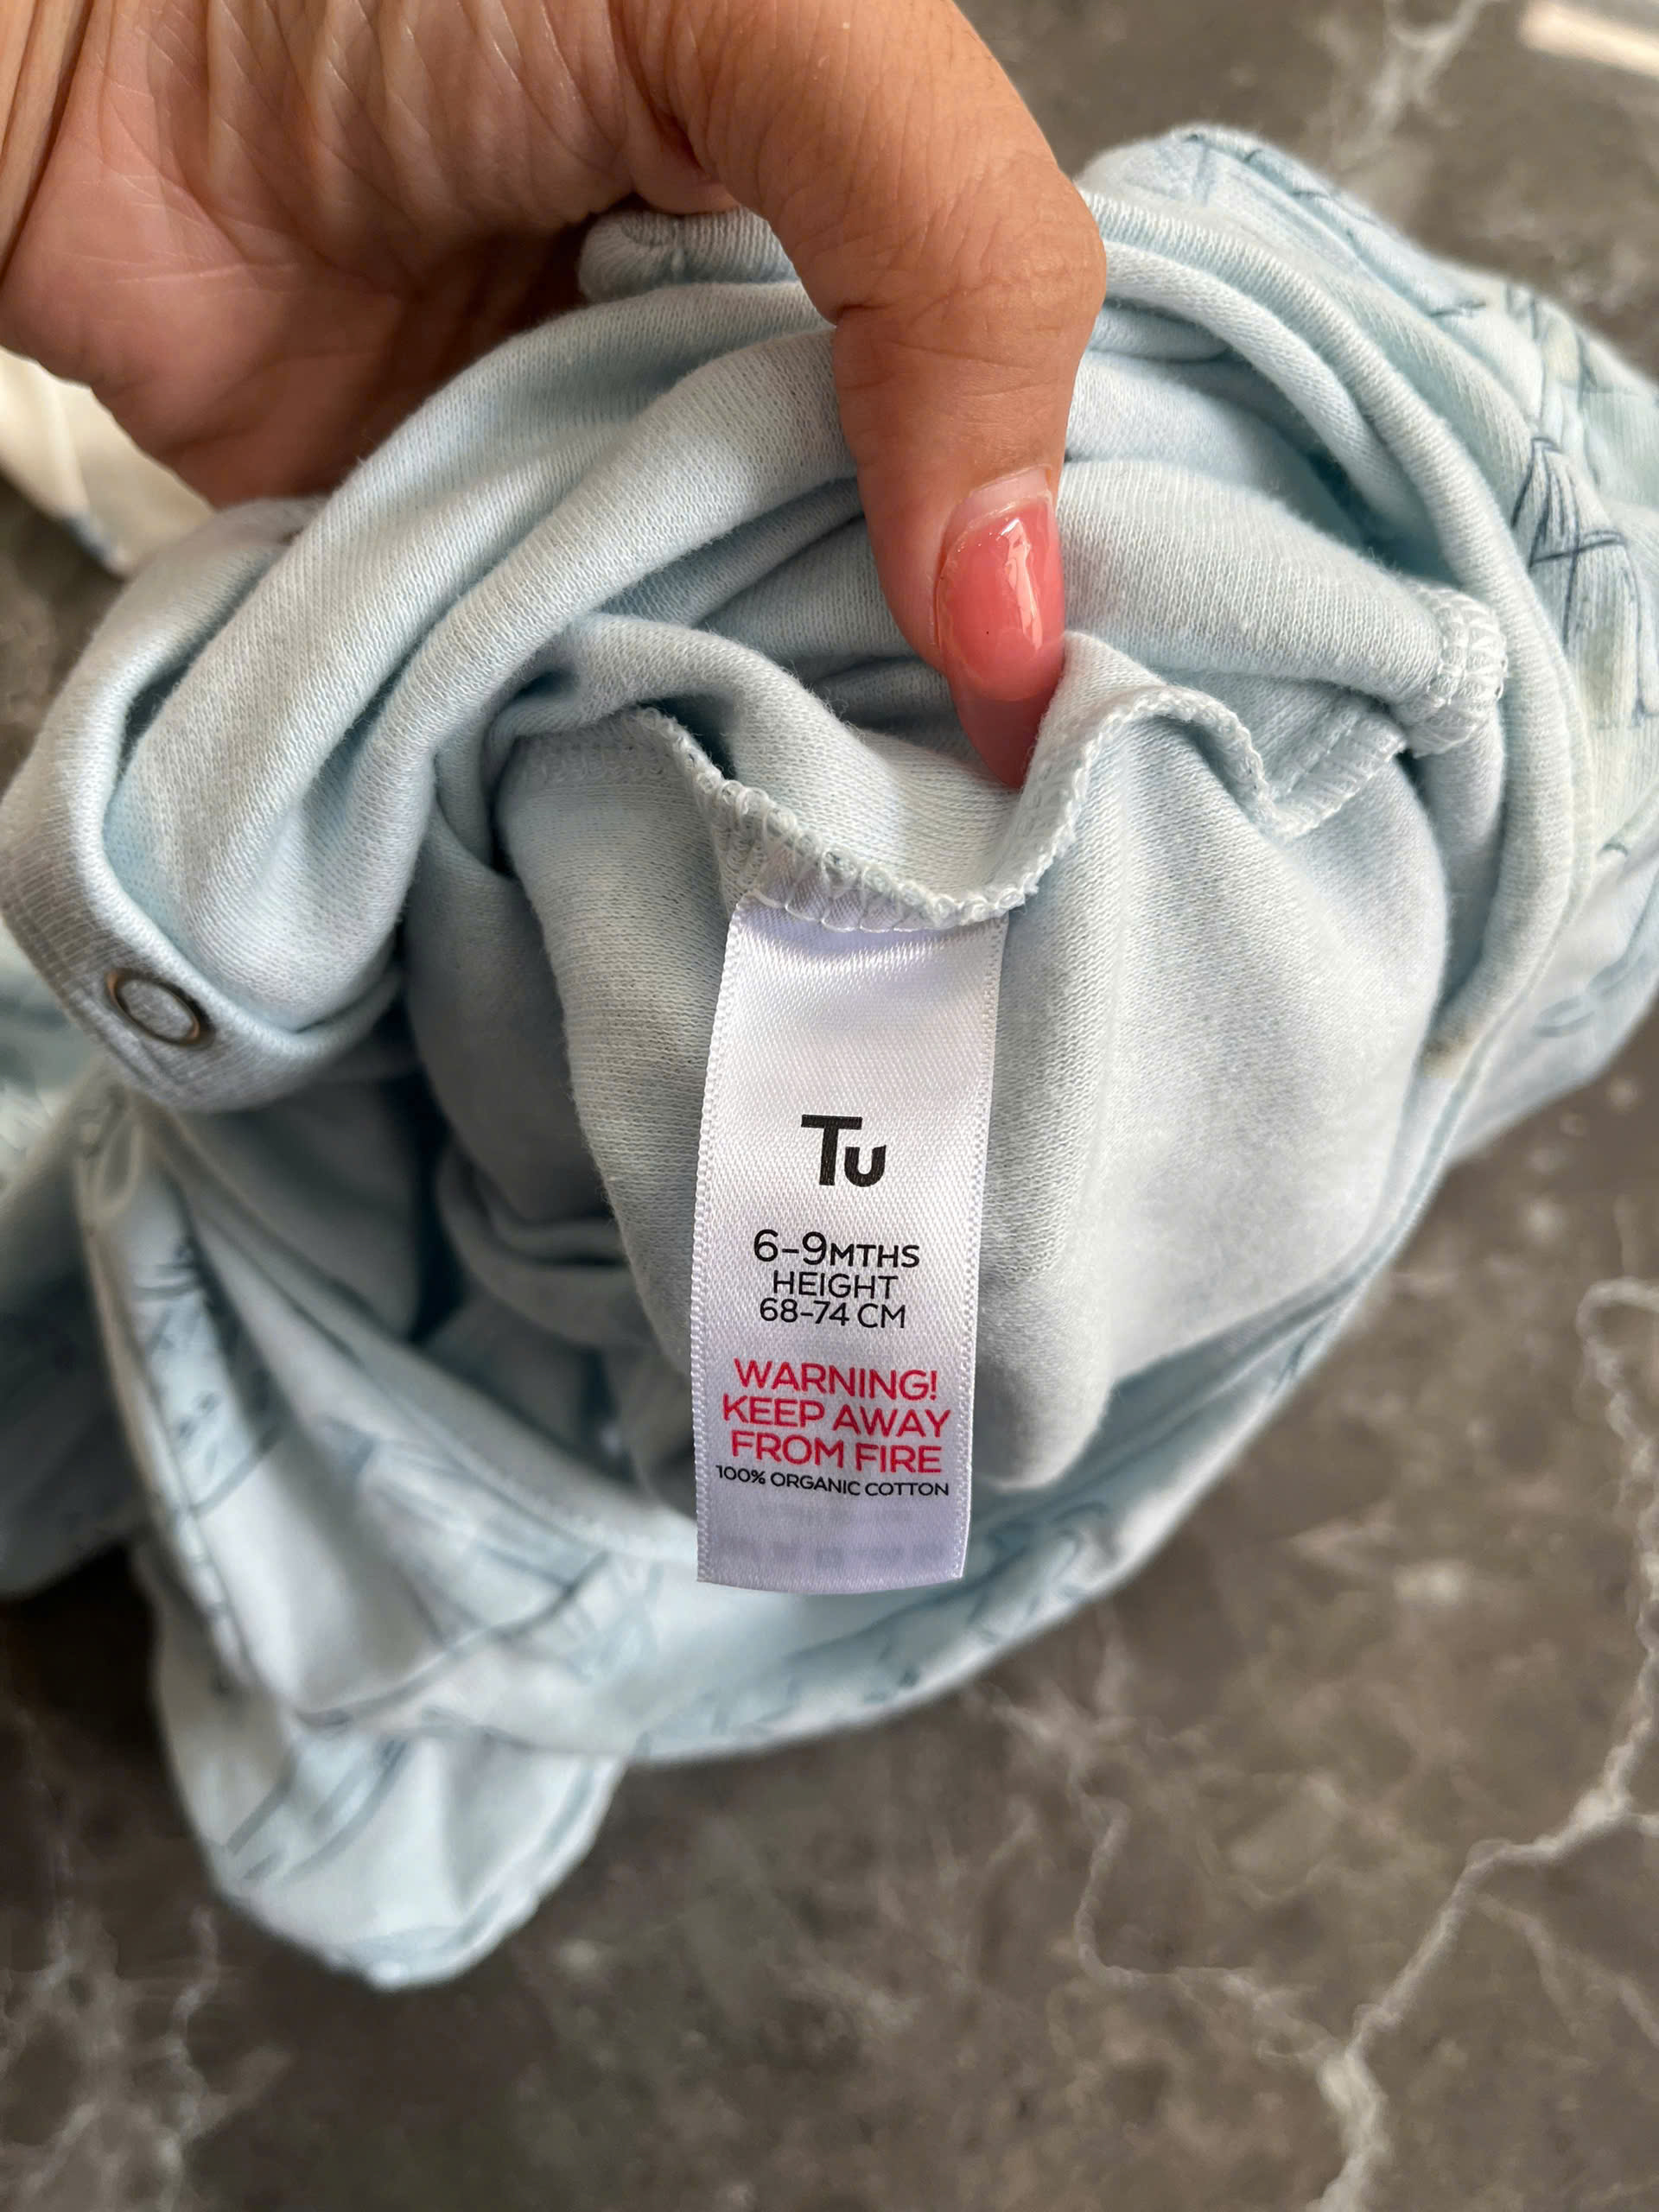 Tu
6-9MTHS
HEIGHT
68-74 CM
WARNING!
KEEP AWAY
FROM FIRE
100% ORGANIC COTTON